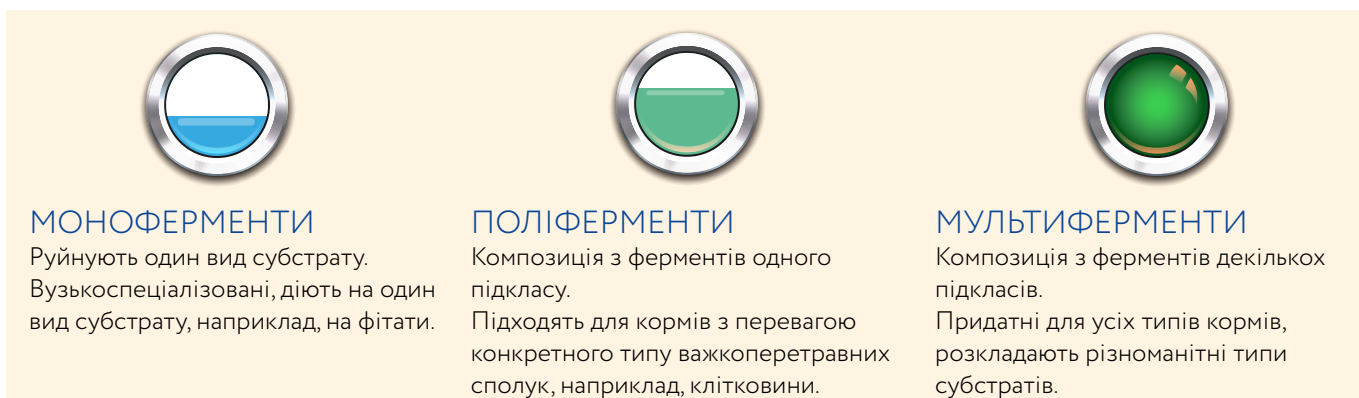 МОНОФЕРМЕНТИ
Руйнують один вид субстрату.
Вузькоспеціалізовані, діють на один
вид субстрату, наприклад, на фітати.
ПОЛІФЕРМЕНТИ
Композиція з ферментів одного
підкласу.
Підходять для кормів з перевагою
конкретного типу важкоперетравних
сполук, наприклад, клітковини.
МУЛЬТИФЕРМЕНТИ
Композиція з ферментів декількох
підкласів.
Придатні для усіх типів кормів,
розкладають різноманітні типи
субстратів.